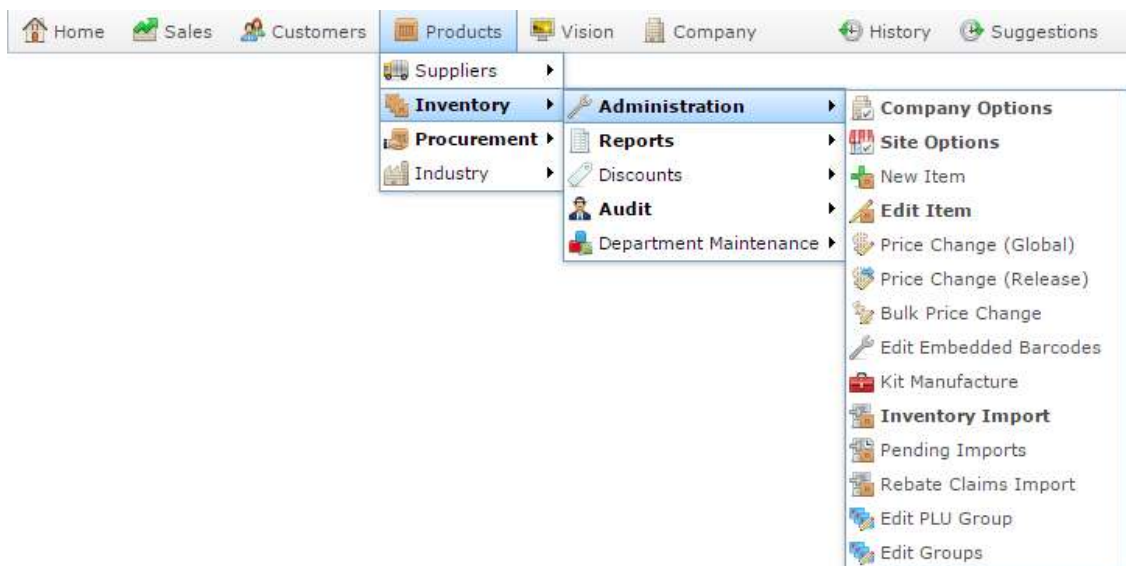 Home Sales Customers Products Vision Company History Suggestions
Suppliers
Inventory
Procurement
Industry
Administration
Reports
Discounts
Audit
Department Maintenance
Company Options
Site Options
New Item
Edit Item
Price Change (Global)
Price Change (Release)
Bulk Price Change
Edit Embedded Barcodes
Kit Manufacture
Inventory Import
Pending Imports
Rebate Claims Import
Edit PLU Group
Edit Groups